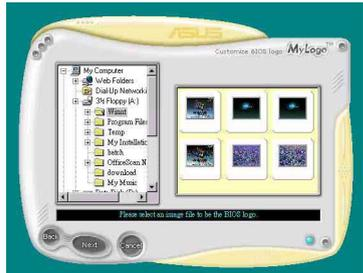 ASUS
Customize BIOS logo MyLogo™
My Computer
Web Folders
Dial-Up Networki
3½ Floppy (A:)
Winnt
Program Files
Temp
My Installatic
batch
OfficeScan N
download
My Music
Please select an image file to be the BIOS logo.
Back
Next
Cancel